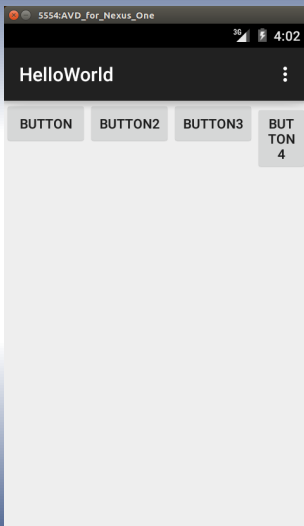 5554:AVD_for_Nexus_One
3G 4:02
HelloWorld
BUTTON BUTTON2 BUTTON3 BUT
TON
4